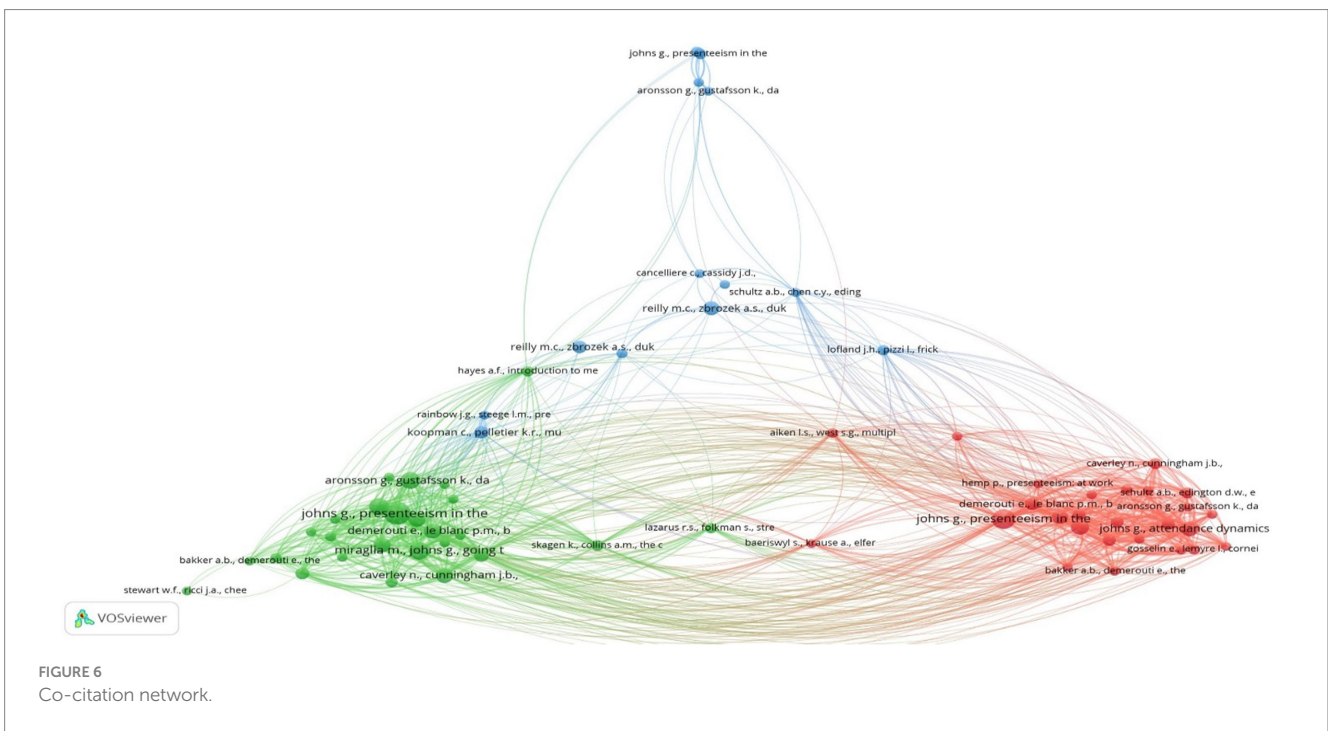 johns g., presenteeism in the
aronsson g., gustafsson k., da
cancelliere c., cassidy j.d.,
schultz a.b., chen c.y., eding
reilly m.c., zbrozek a.s., duk
reilly m.c., zbrozek a.s., duk
lofland j.h., pizzi l., frick
hayes a.f., introduction to me
rainbow j.g., steege l.m., pre
koopman c., pelletier k.r., mu
aiken l.s., west s.g., multipl
caverley n., cunningham j.b.,
aronsson g., gustafsson k., da
hemp p., presenteeism: at work
schultz a.b., edington d.w., e
demerouti e., le blanc p.m., b
aronsson g., gustafsson k., da
johns g., presenteeism in the
johns g., presenteeism in the
lazarus r.s., folkman s., stre
johns g., attendance dynamics
demerouti e., le blanc p.m., b
skagen k., collins a.m., the c
baeriswyl s., krause a., elfer
miraglia m., johns g., going t
gosselin e., lemyre l., cornei
bakker a.b., demerouti e., the
bakker a.b., demerouti e., the
caverley n., cunningham j.b.,
stewart w.f., ricci j.a., chee
VOSviewer
FIGURE 6
Co-citation network.